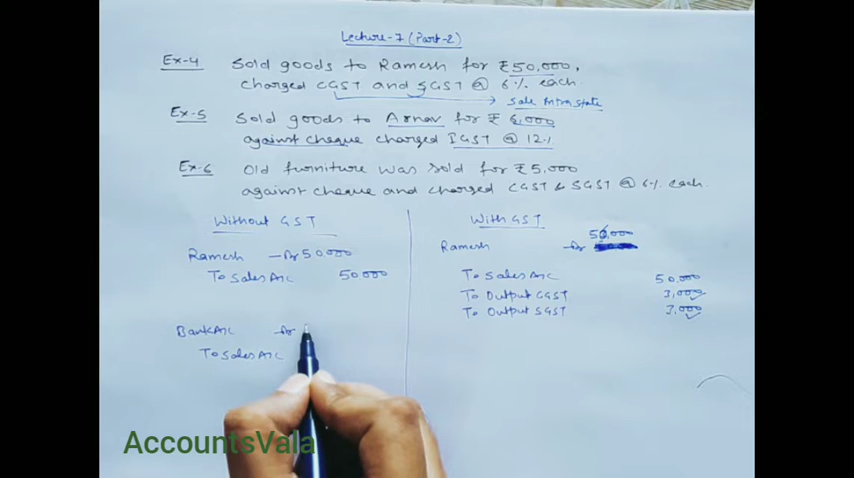 Lecture-7 (Part-2)
Ex-4 Sold goods to Ramesh for ₹50,000,
charged CGST and SGST @ 6% each.
Sale Intra State
Ex-5 Sold goods to Arnav for ₹ 6,000
against cheque charged IGST @ 12%
Ex-6 Old furniture was sold for ₹5,000
against cheque and charged CGST & SGST @ 6% each.
Without GST
Ramesh —Dr 50000
To Sales A/c 50000
Bank A/c —Dr
To Sales A/c
With GST
Ramesh —Dr
To Sales A/c 50,000
To Output CGST 3,000
To Output SGST 3,000
AccountsVala